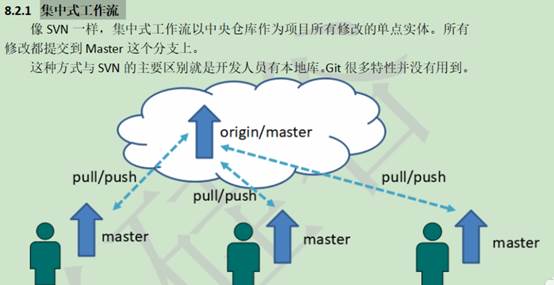 8.2.1 集中式工作流
像 SVN 一样，集中式工作流以中央仓库作为项目所有修改的单点实体。所有
修改都提交到 Master 这个分支上。
这种方式与 SVN 的主要区别就是开发人员有本地库。Git 很多特性并没有用到。
origin/master
pull/push
pull/push
pull/push
master
master
master